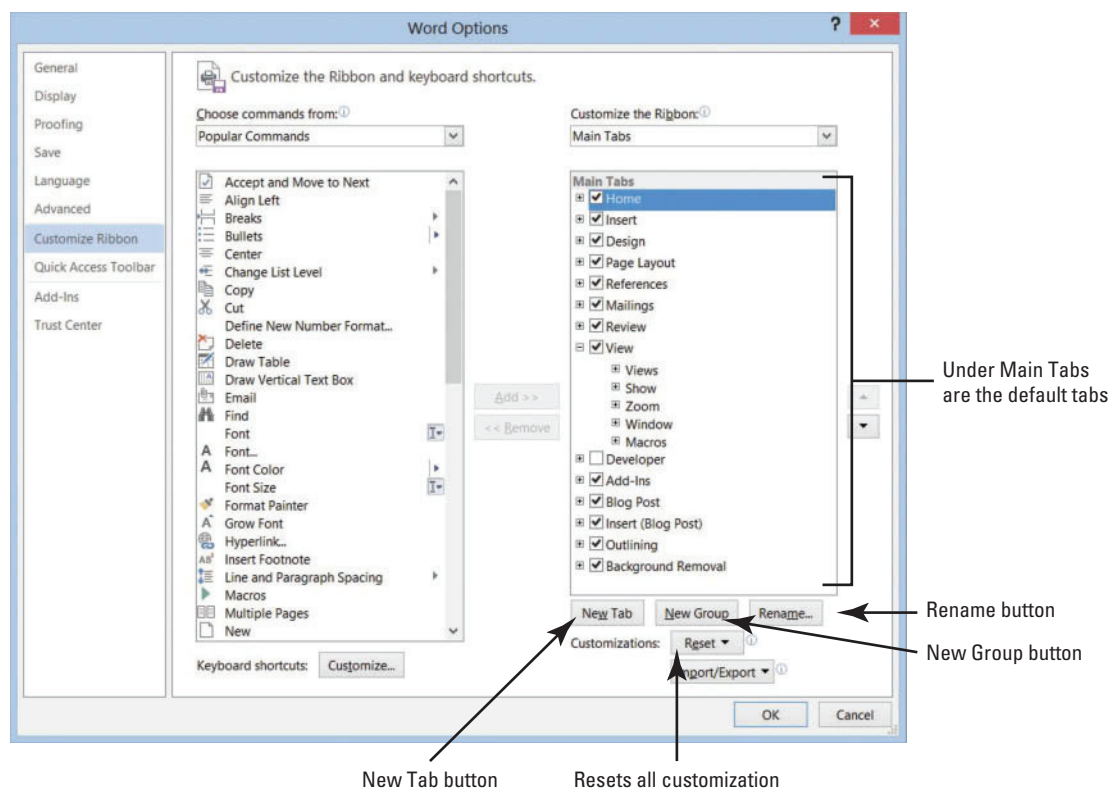 Word Options
?
General
Display
Proofing
Save
Language
Advanced
Customize Ribbon
Quick Access Toolbar
Add-Ins
Trust Center
Customize the Ribbon and keyboard shortcuts.
Choose commands from:
Popular Commands
Accept and Move to Next
Align Left
Breaks
Bullets
Center
Change List Level
Copy
Cut
Define New Number Format...
Delete
Draw Table
Draw Vertical Text Box
Email
Find
Font
Font...
Font Color
Font Size
Format Painter
Grow Font
Hyperlink...
Insert Footnote
Line and Paragraph Spacing
Macros
Multiple Pages
New
Keyboard shortcuts: Customize...
Add >>
<< Remove
Customize the Ribbon:
Main Tabs
Main Tabs
Home
Insert
Design
Page Layout
References
Mailings
Review
View
Views
Show
Zoom
Window
Macros
Developer
Add-Ins
Blog Post
Insert (Blog Post)
Outlining
Background Removal
New Tab New Group Rename...
Customizations: Reset
Import/Export
OK Cancel
Under Main Tabs
are the default tabs
Rename button
New Group button
New Tab button
Resets all customization